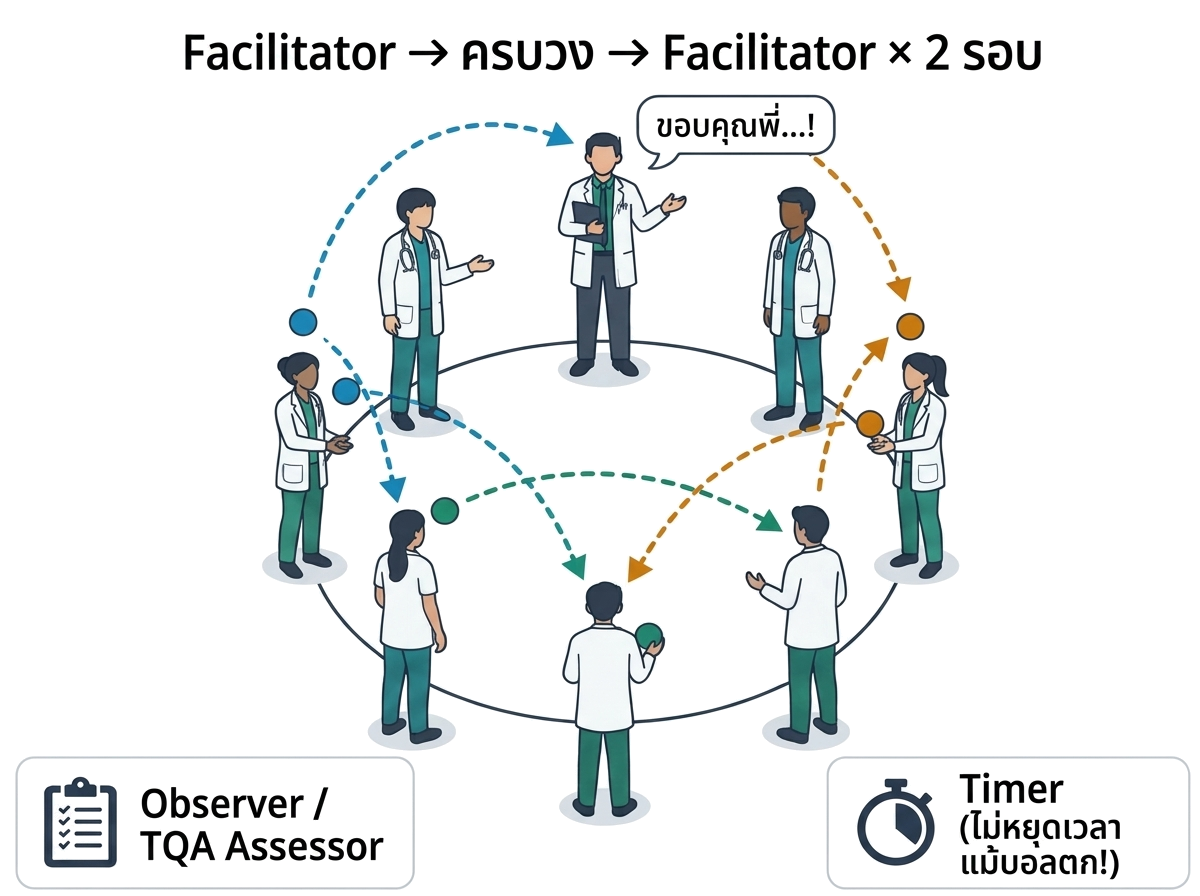 Facilitator → ครบวง → Facilitator × 2 รอบ
ขอบคุณพี่...!
Observer /
TQA Assessor
Timer
(ไม่หยุดเวลา
แม้บอลตก!)